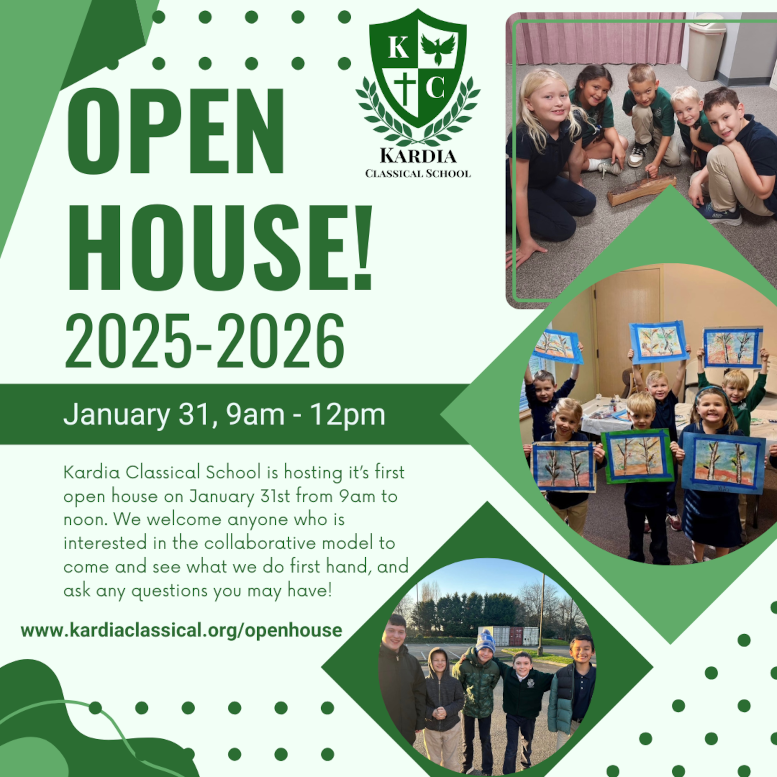 OPEN
HOUSE!
2025-2026
K
C
KARDIA
CLASSICAL SCHOOL
January 31, 9am - 12pm
Kardia Classical School is hosting it's first
open house on January 31st from 9am to
noon. We welcome anyone who is
interested in the collaborative model to
come and see what we do first hand, and
ask any questions you may have!
www.kardiaclassical.org/openhouse